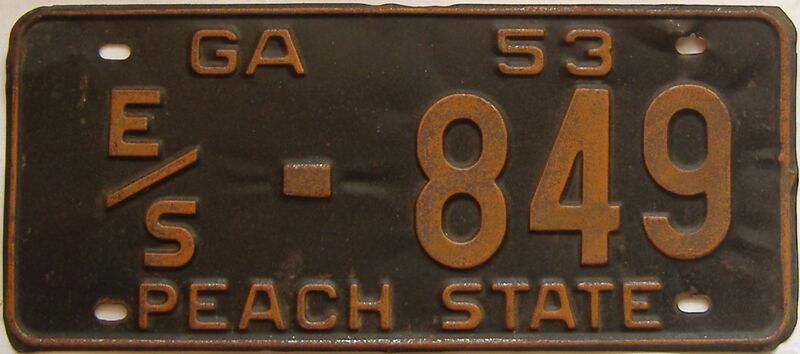 GA 53
E/S - 849
PEACH STATE